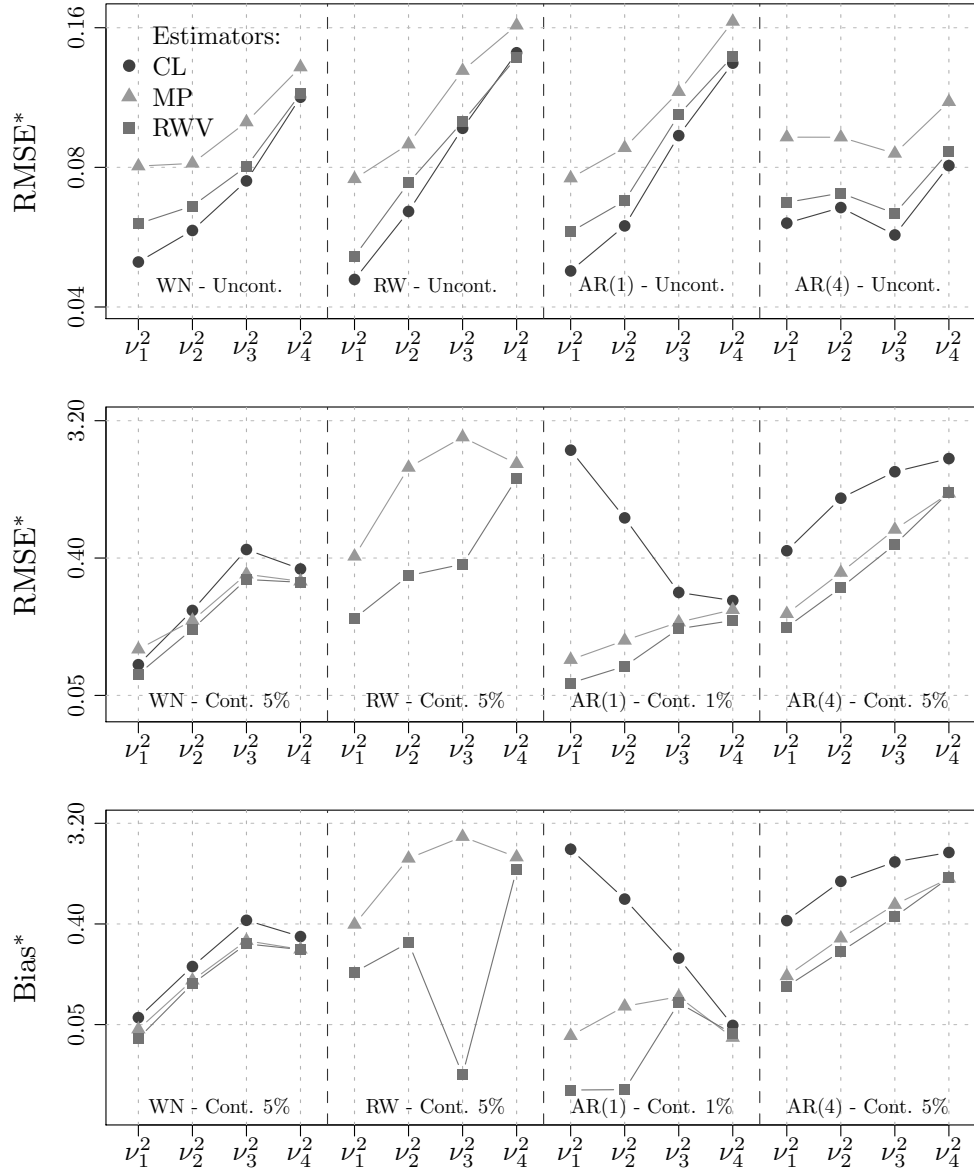 RMSE*
0.16
0.08
0.04
Estimators:
CL
MP
RWV
WN - Uncont.
RW - Uncont.
AR(1) - Uncont.
AR(4) - Uncont.
ν₁² ν₂² ν₃² ν₄² ν₁² ν₂² ν₃² ν₄² ν₁² ν₂² ν₃² ν₄² ν₁² ν₂² ν₃² ν₄²
RMSE*
3.20
0.40
0.05
WN - Cont. 5%
RW - Cont. 5%
AR(1) - Cont. 1%
AR(4) - Cont. 5%
ν₁² ν₂² ν₃² ν₄² ν₁² ν₂² ν₃² ν₄² ν₁² ν₂² ν₃² ν₄² ν₁² ν₂² ν₃² ν₄²
Bias*
3.20
0.40
0.05
WN - Cont. 5%
RW - Cont. 5%
AR(1) - Cont. 1%
AR(4) - Cont. 5%
ν₁² ν₂² ν₃² ν₄² ν₁² ν₂² ν₃² ν₄² ν₁² ν₂² ν₃² ν₄² ν₁² ν₂² ν₃² ν₄²